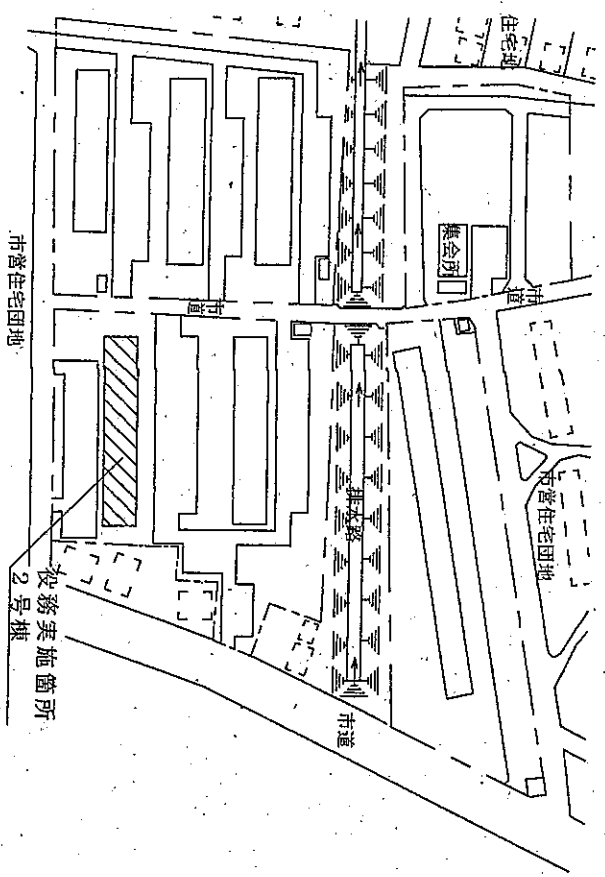 住宅地
集会所
市道
市道
市営住宅団地
市営住宅団地
排水路
市道
役務実施箇所
2号棟